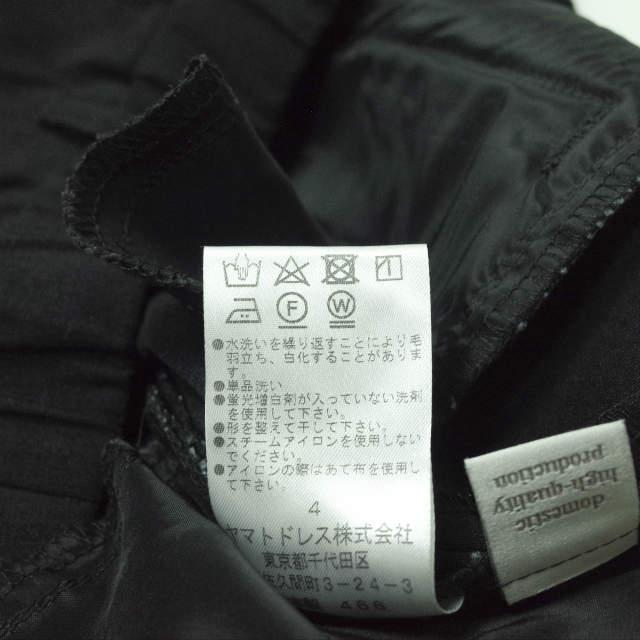 ●水洗いを繰り返すことにより毛
羽立ち、白化することがありま
す。
●単品洗い
●蛍光増白剤が入っていない洗剤
を使用して下さい。
●形を整えて干して下さい。
●スチームアイロンを使用しない
でください。
●アイロンの際はあて布を使用し
て下さい。
4
ヤマトドレス株式会社
東京都千代田区
佐久間町3-24-3
466
domestic
high-quality
production
F
W